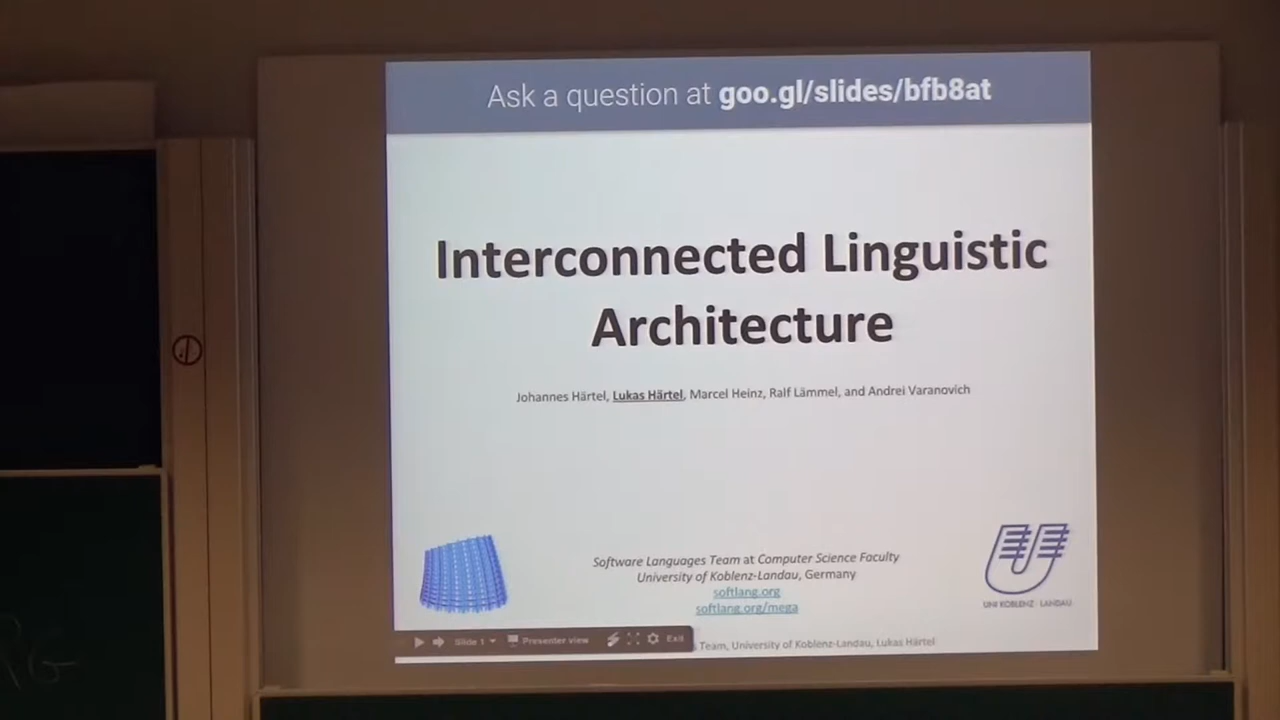 Ask a question at goo.gl/slides/bfb8at
Interconnected Linguistic
Architecture
Johannes Härtel, Lukas Härtel, Marcel Heinz, Ralf Lämmel, and Andrei Varanovich
Software Languages Team at Computer Science Faculty
University of Koblenz-Landau, Germany
softlang.org
softlang.org/mega
UNI KOBLENZ · LANDAU
Slide 1 Presenter view Exit
Team, University of Koblenz-Landau, Lukas Härtel